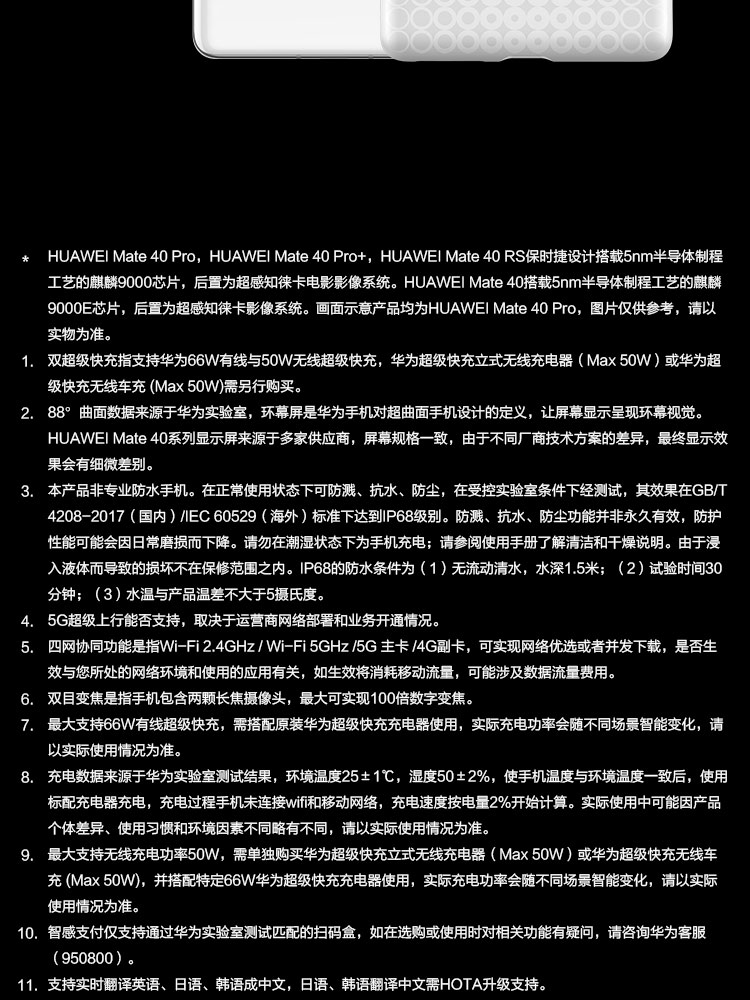 * HUAWEI Mate 40 Pro，HUAWEI Mate 40 Pro+，HUAWEI Mate 40 RS保时捷设计搭载5nm半导体制程
工艺的麒麟9000芯片，后置为超感知徕卡电影影像系统。HUAWEI Mate 40搭载5nm半导体制程工艺的麒麟
9000E芯片，后置为超感知徕卡影像系统。画面示意产品均为HUAWEI Mate 40 Pro，图片仅供参考，请以
实物为准。
1. 双超级快充指支持华为66W有线与50W无线超级快充，华为超级快充立式无线充电器（Max 50W）或华为超
级快充无线车充 (Max 50W)需另行购买。
2. 88°曲面数据来源于华为实验室，环幕屏是华为手机对超曲面手机设计的定义，让屏幕显示呈现环幕视觉。
HUAWEI Mate 40系列显示屏来源于多家供应商，屏幕规格一致，由于不同厂商技术方案的差异，最终显示效
果会有细微差别。
3. 本产品非专业防水手机。在正常使用状态下可防溅、抗水、防尘，在受控实验室条件下经测试，其效果在GB/T
4208-2017（国内）/IEC 60529（海外）标准下达到IP68级别。防溅、抗水、防尘功能并非永久有效，防护
性能可能会因日常磨损而下降。请勿在潮湿状态下为手机充电；请参阅使用手册了解清洁和干燥说明。由于浸
入液体而导致的损坏不在保修范围之内。IP68的防水条件为（1）无流动清水，水深1.5米；（2）试验时间30
分钟；（3）水温与产品温差不大于5摄氏度。
4. 5G超级上行能否支持，取决于运营商网络部署和业务开通情况。
5. 四网协同功能是指Wi-Fi 2.4GHz / Wi-Fi 5GHz /5G 主卡 /4G副卡，可实现网络优选或者并发下载，是否生
效与您所处的网络环境和使用的应用有关，如生效将消耗移动流量，可能涉及数据流量费用。
6. 双目变焦是指手机包含两颗长焦摄像头，最大可实现100倍数字变焦。
7. 最大支持66W有线超级快充，需搭配原装华为超级快充充电器使用，实际充电功率会随不同场景智能变化，请
以实际使用情况为准。
8. 充电数据来源于华为实验室测试结果，环境温度25±1℃，湿度50±2%，使手机温度与环境温度一致后，使用
标配充电器充电，充电过程手机未连接wifi和移动网络，充电速度按电量2%开始计算。实际使用中可能因产品
个体差异、使用习惯和环境因素不同略有不同，请以实际使用情况为准。
9. 最大支持无线充电功率50W，需单独购买华为超级快充立式无线充电器（Max 50W）或华为超级快充无线车
充 (Max 50W)，并搭配特定66W华为超级快充充电器使用，实际充电功率会随不同场景智能变化，请以实际
使用情况为准。
10. 智感支付仅支持通过华为实验室测试匹配的扫码盒，如在选购或使用时对相关功能有疑问，请咨询华为客服
（950800）。
11. 支持实时翻译英语、日语、韩语成中文，日语、韩语翻译中文需HOTA升级支持。